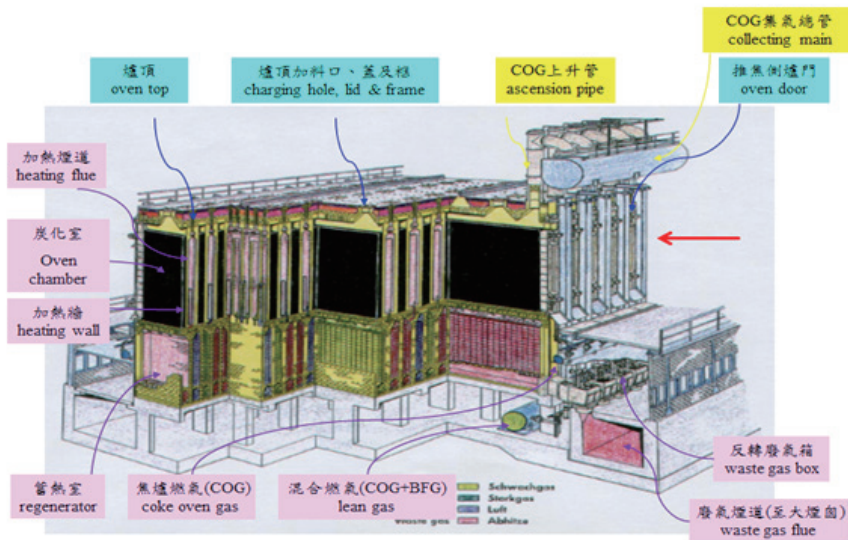 COG集氣總管
collecting main
爐頂
oven top
爐頂加料口、蓋及框
charging hole, lid & frame
COG上升管
ascension pipe
推焦側爐門
oven door
加熱煙道
heating flue
炭化室
Oven
chamber
加熱牆
heating wall
蓄熱室
regenerator
焦爐燃氣(COG)
coke oven gas
混合燃氣(COG+BFG)
lean gas
反轉廢氣箱
waste gas box
廢氣煙道(至大煙囪)
waste gas flue
Schwachgas
Starkgas
Luft
waste gas
Abhitze